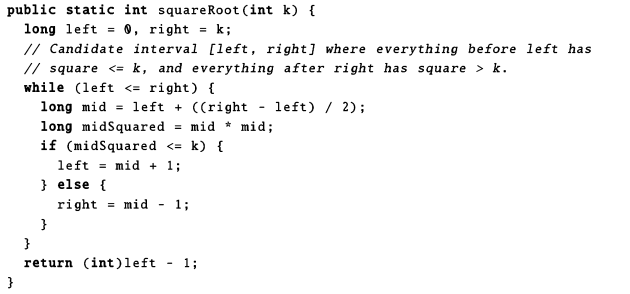 public static int squareRoot(int k) {
  long left = 0, right = k;
  // Candidate interval [left, right] where everything before left has
  // square <= k, and everything after right has square > k.
  while (left <= right) {
    long mid = left + ((right - left) / 2);
    long midSquared = mid * mid;
    if (midSquared <= k) {
      left = mid + 1;
    } else {
      right = mid - 1;
    }
  }
  return (int)left - 1;
}